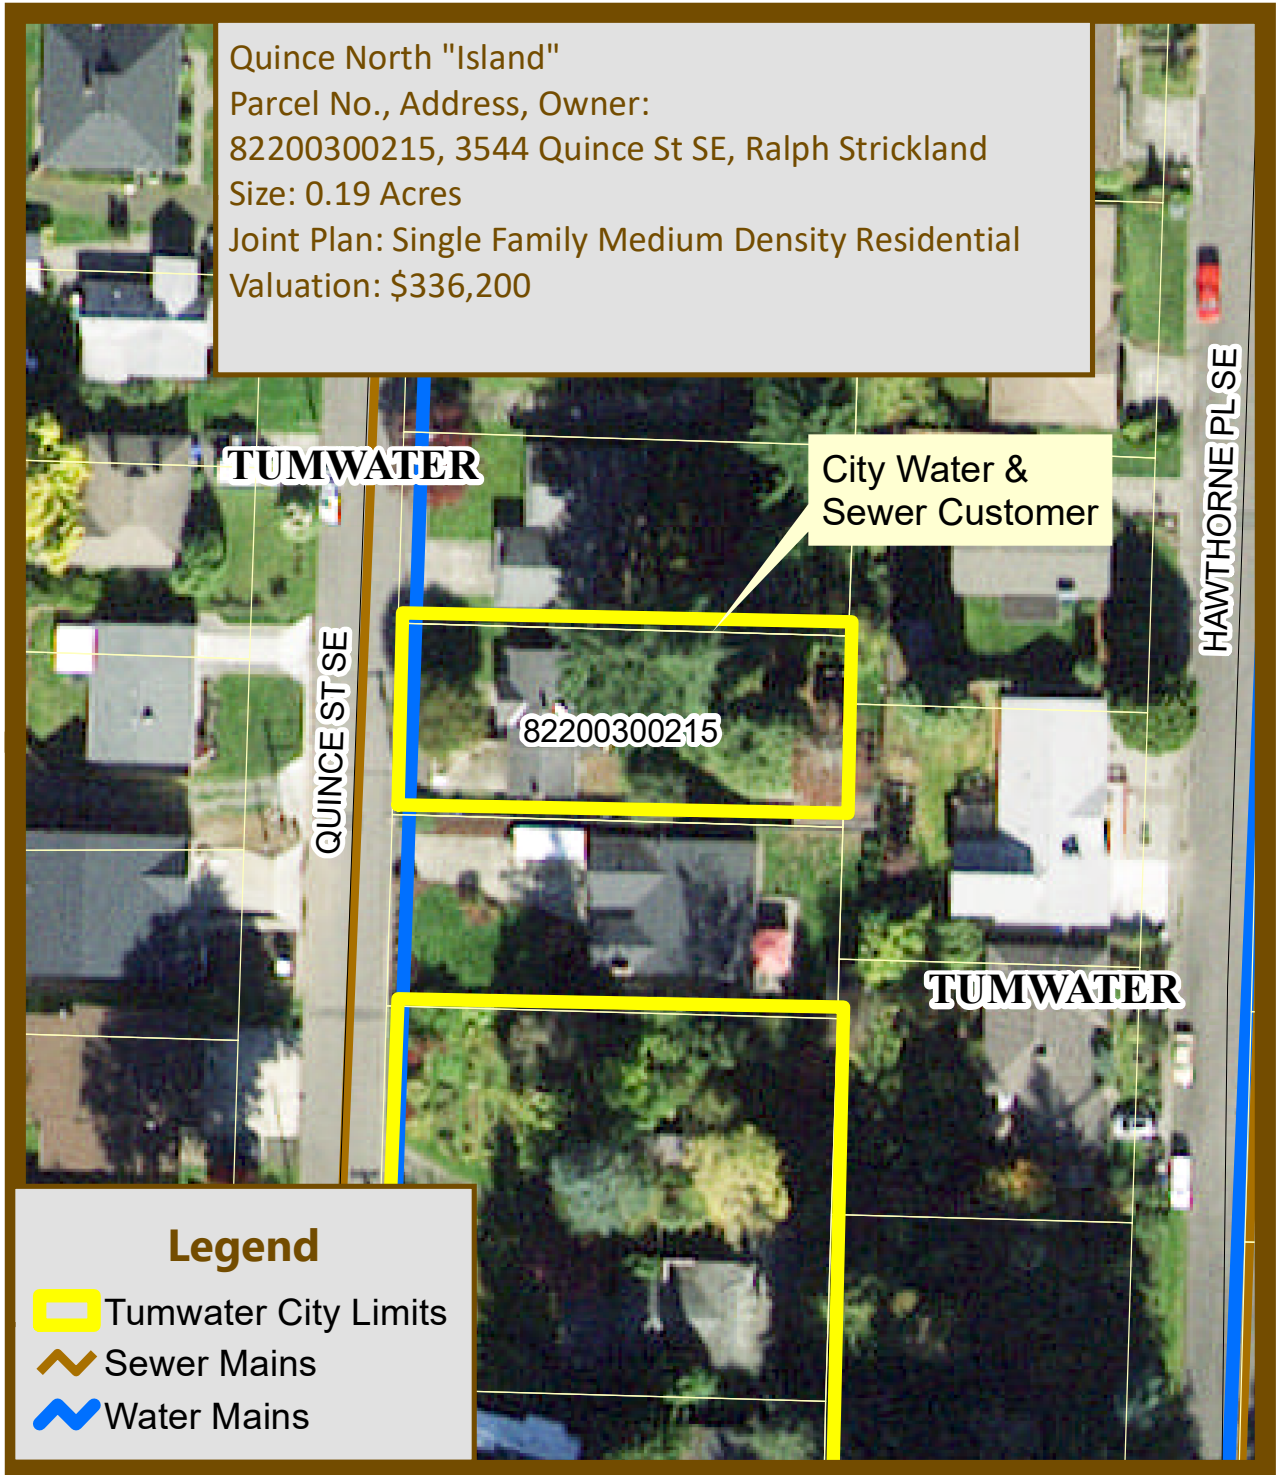 Quince North "Island"
Parcel No., Address, Owner:
82200300215, 3544 Quince St SE, Ralph Strickland
Size: 0.19 Acres
Joint Plan: Single Family Medium Density Residential
Valuation: $336,200
TUMWATER
City Water &
Sewer Customer
HAWTHORNE PL SE
QUINCE ST SE
82200300215
TUMWATER
Legend
Tumwater City Limits
Sewer Mains
Water Mains